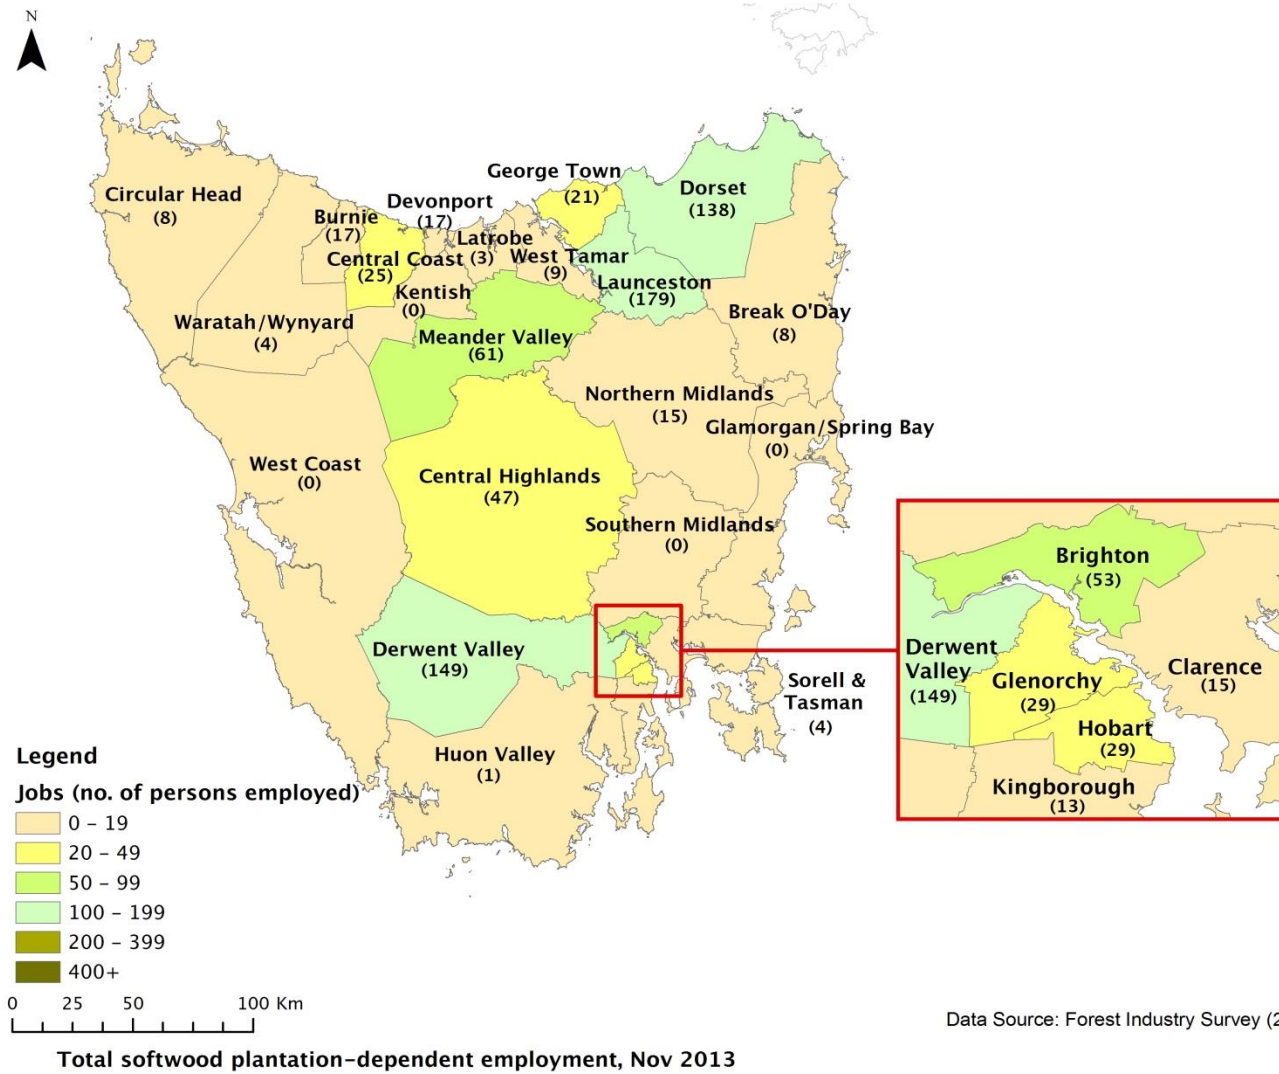 N
George Town
(21)
Dorset
(138)
Circular Head
(8)
Devonport
(17)
Burnie
(17)
Latrobe
(3)
West Tamar
(9)
Central Coast
(25)
Launceston
(179)
Kentish
(0)
Break O'Day
(8)
Waratah/Wynyard
(4)
Meander Valley
(61)
Northern Midlands
(15)
Glamorgan/Spring Bay
(0)
West Coast
(0)
Central Highlands
(47)
Southern Midlands
(0)
Brighton
(53)
Derwent Valley
(149)
Derwent
Valley
(149)
Glenorchy
(29)
Clarence
(15)
Sorell &
Tasman
(4)
Hobart
(29)
Huon Valley
(1)
Kingborough
(13)
Legend
Jobs (no. of persons employed)
0 – 19
20 – 49
50 – 99
100 – 199
200 – 399
400+
0 25 50 100 Km
Data Source: Forest Industry Survey (2
Total softwood plantation-dependent employment, Nov 2013